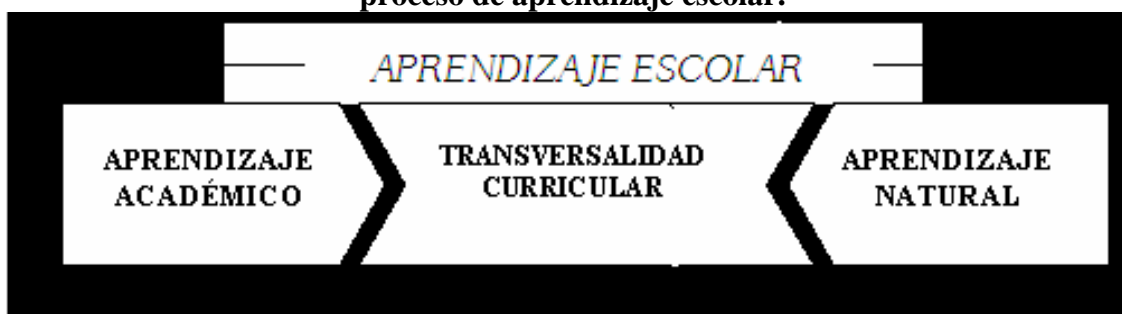 proceso de aprendizaje escolar.
APRENDIZAJE ESCOLAR
APRENDIZAJE
ACADÉMICO
TRANSVERSALIDAD
CURRICULAR
APRENDIZAJE
NATURAL